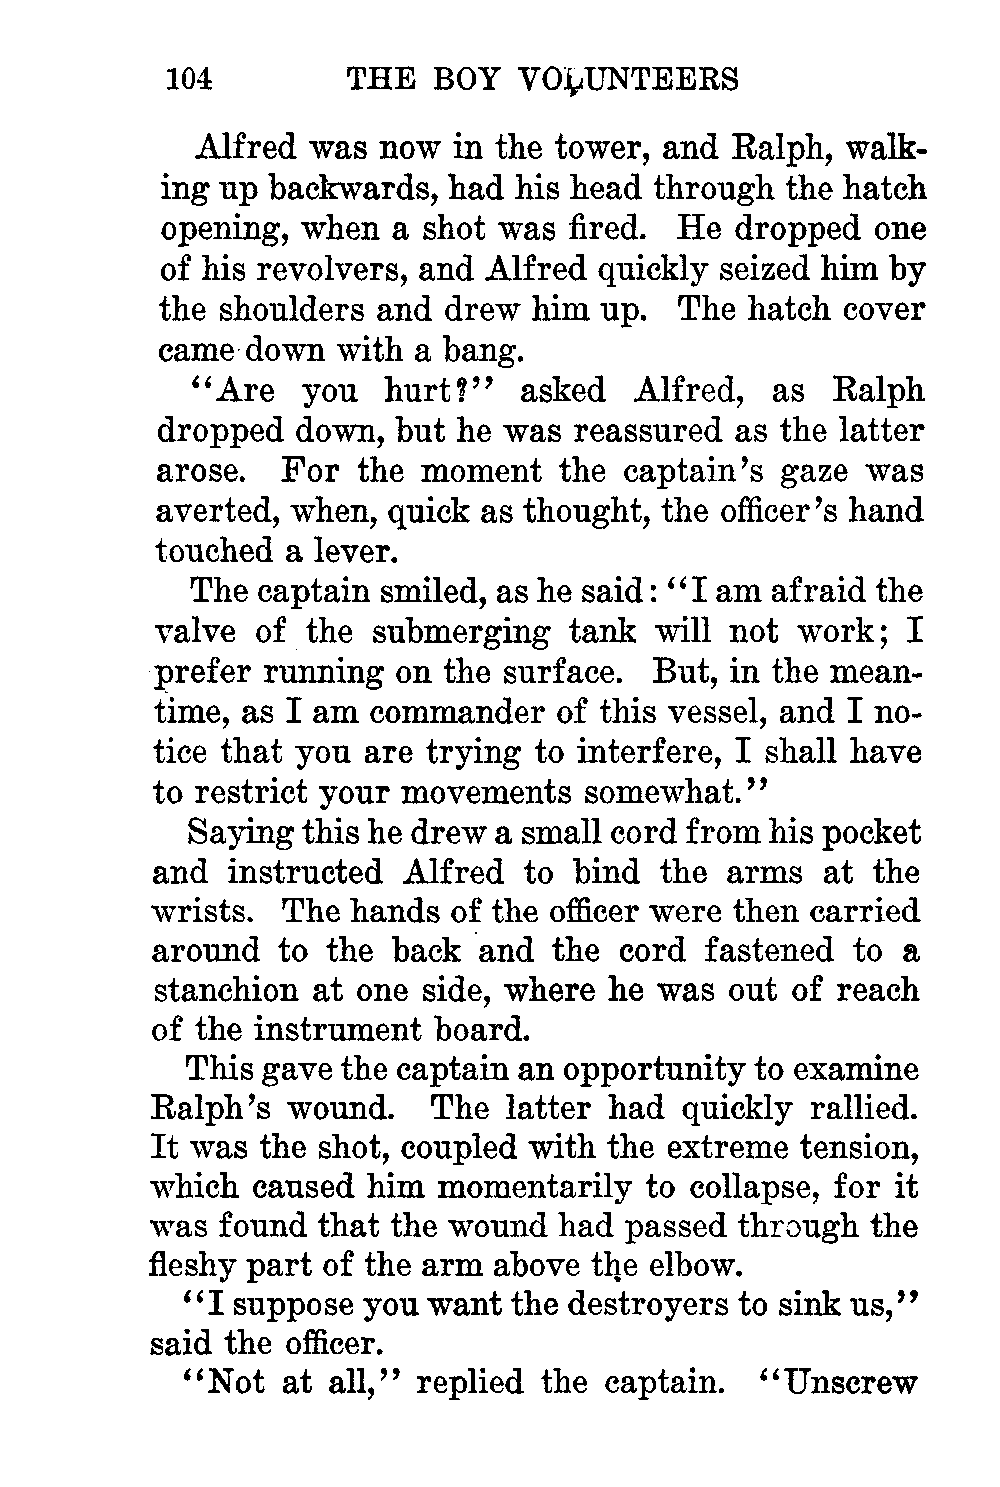 104 THE BOY VOLUNTEERS
Alfred was now in the tower, and Ralph, walk-
ing up backwards, had his head through the hatch
opening, when a shot was fired. He dropped one
of his revolvers, and Alfred quickly seized him by
the shoulders and drew him up. The hatch cover
came down with a bang.
"Are you hurt?" asked Alfred, as Ralph
dropped down, but he was reassured as the latter
arose. For the moment the captain's gaze was
averted, when, quick as thought, the officer's hand
touched a lever.
The captain smiled, as he said: "I am afraid the
valve of the submerging tank will not work; I
prefer running on the surface. But, in the mean-
time, as I am commander of this vessel, and I no-
tice that you are trying to interfere, I shall have
to restrict your movements somewhat."
Saying this he drew a small cord from his pocket
and instructed Alfred to bind the arms at the
wrists. The hands of the officer were then carried
around to the back and the cord fastened to a
stanchion at one side, where he was out of reach
of the instrument board.
This gave the captain an opportunity to examine
Ralph's wound. The latter had quickly rallied.
It was the shot, coupled with the extreme tension,
which caused him momentarily to collapse, for it
was found that the wound had passed through the
fleshy part of the arm above the elbow.
"I suppose you want the destroyers to sink us,"
said the officer.
"Not at all," replied the captain. "Unscrew